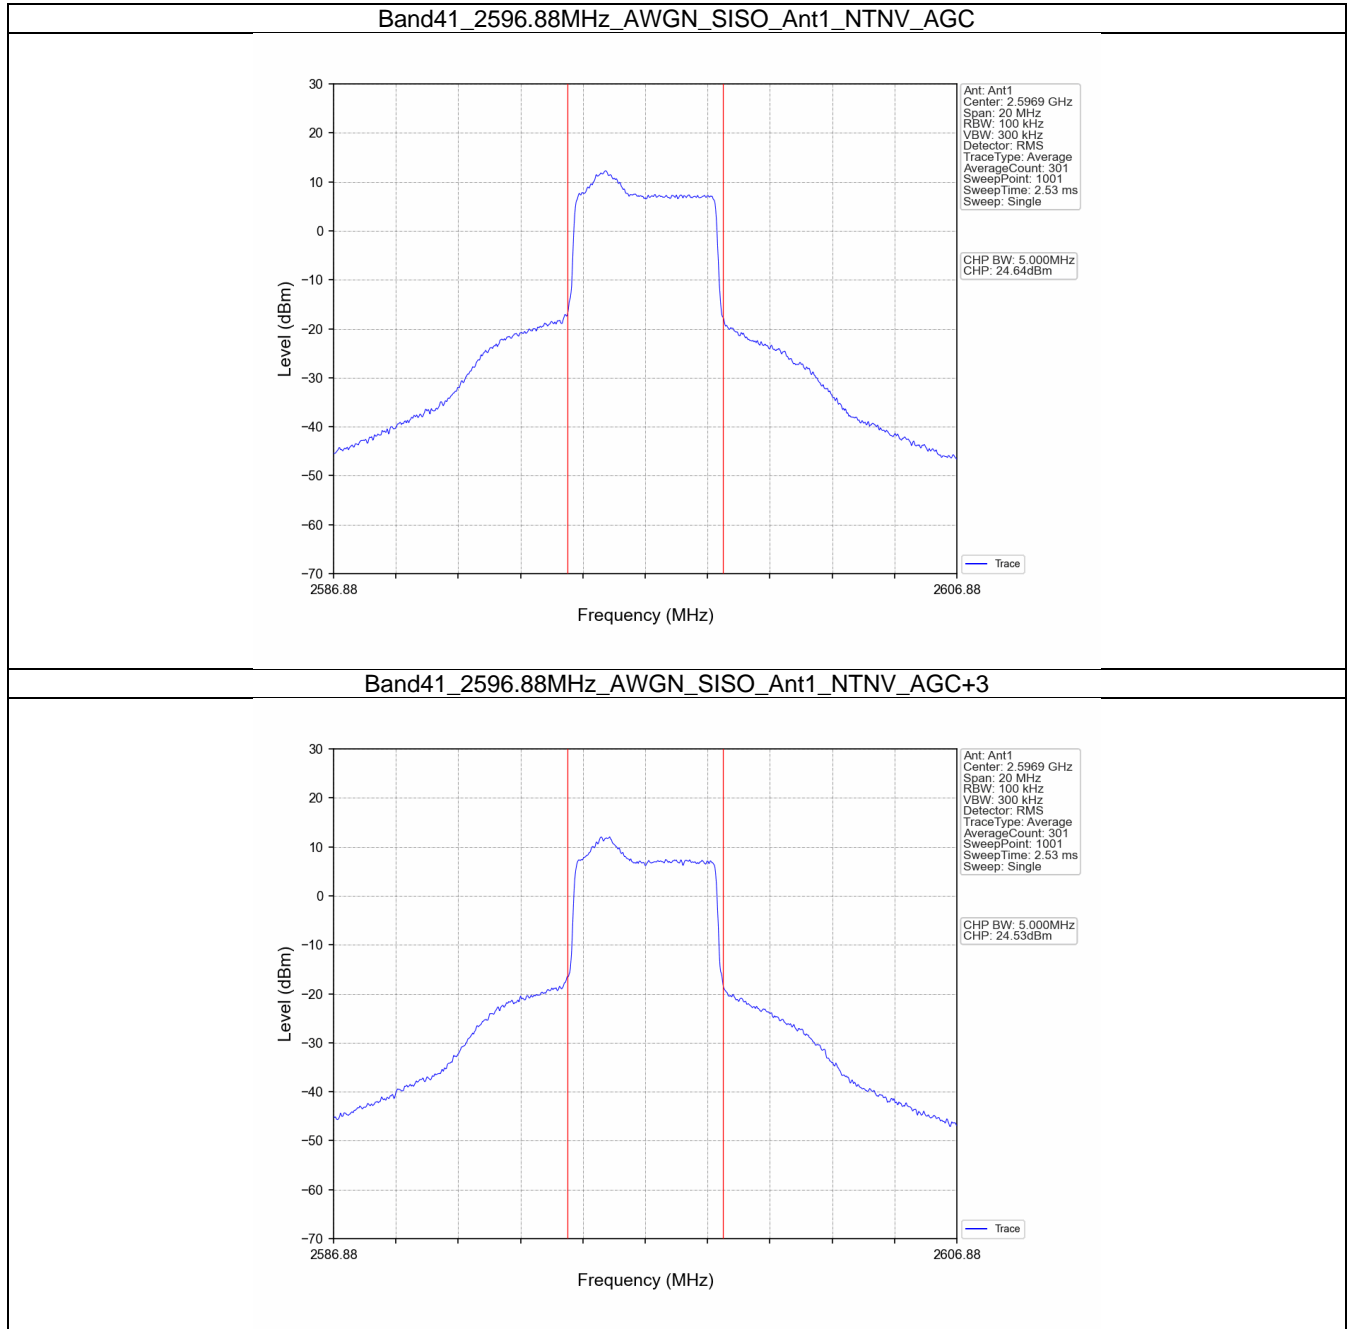 Band41_2596.88MHz_AWGN_SISO_Ant1_NTNV_AGC
30
20
10
0
−10
−20
−30
−40
−50
−60
−70
Level (dBm)
2586.88
2606.88
Frequency (MHz)
Ant: Ant1
Center: 2.5969 GHz
Span: 20 MHz
RBW: 100 kHz
VBW: 300 kHz
Detector: RMS
TraceType: Average
AverageCount: 301
SweepPoint: 1001
SweepTime: 2.53 ms
Sweep: Single
CHP BW: 5.000MHz
CHP: 24.64dBm
Trace
Band41_2596.88MHz_AWGN_SISO_Ant1_NTNV_AGC+3
30
20
10
0
−10
−20
−30
−40
−50
−60
−70
Level (dBm)
2586.88
2606.88
Frequency (MHz)
Ant: Ant1
Center: 2.5969 GHz
Span: 20 MHz
RBW: 100 kHz
VBW: 300 kHz
Detector: RMS
TraceType: Average
AverageCount: 301
SweepPoint: 1001
SweepTime: 2.53 ms
Sweep: Single
CHP BW: 5.000MHz
CHP: 24.53dBm
Trace